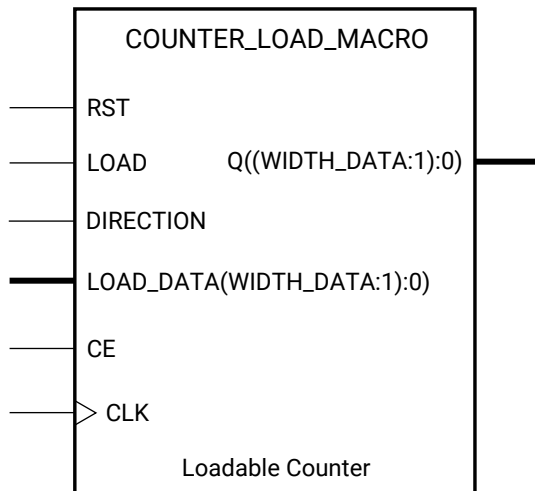 COUNTER_LOAD_MACRO
RST
LOAD
Q((WIDTH_DATA:1):0)
DIRECTION
LOAD_DATA(WIDTH_DATA:1):0)
CE
CLK
Loadable Counter